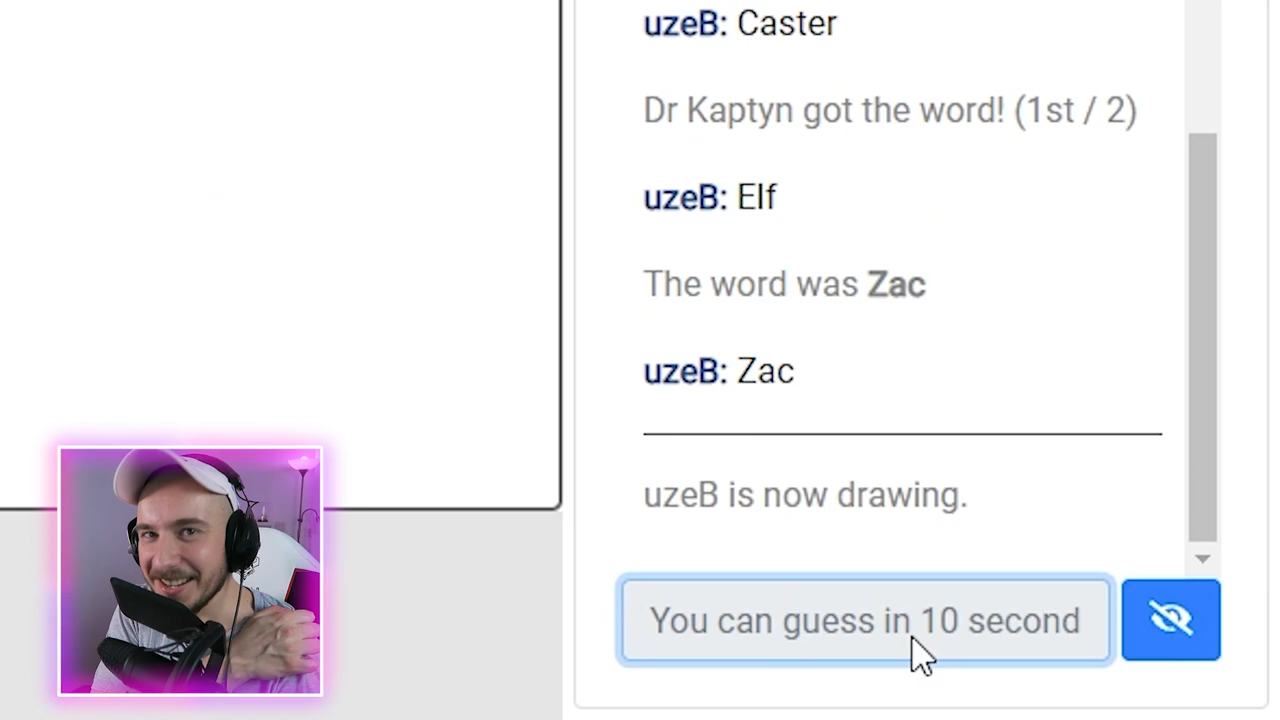 uzeB: Caster
Dr Kaptyn got the word! (1st / 2)
uzeB: Elf
The word was Zac
uzeB: Zac
uzeB is now drawing.
You can guess in 10 second